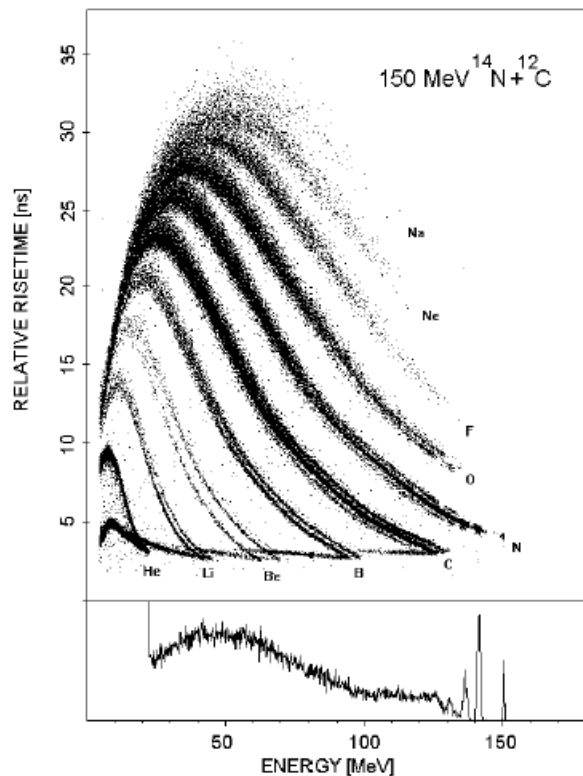 35
150 MeV ¹⁴N + ¹²C
30
25
Na
20
Ne
15
10
F
O
5
N
C
He Li Be B
RELATIVE RISETIME [ns]
50 100 150
ENERGY [MeV]